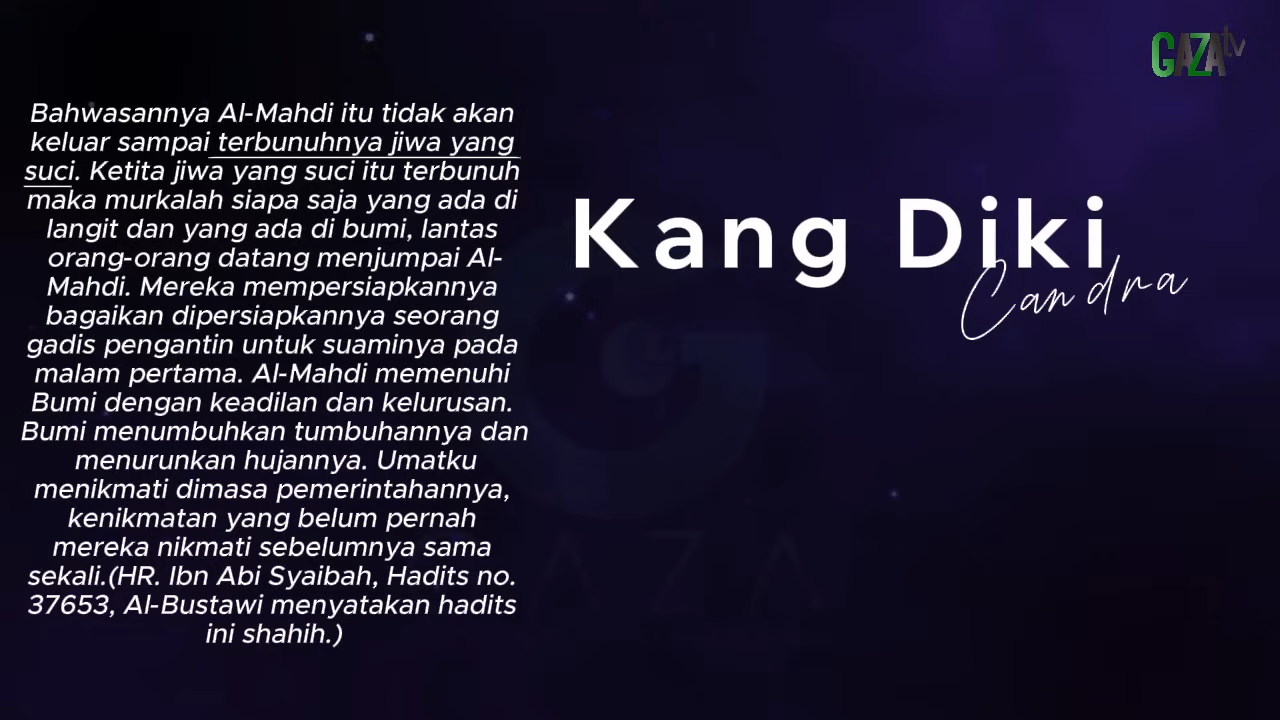 Bahwasannya Al-Mahdi itu tidak akan
keluar sampai terbunuhnya jiwa yang
suci. Ketita jiwa yang suci itu terbunuh
maka murkalah siapa saja yang ada di
langit dan yang ada di bumi, lantas
orang-orang datang menjumpai Al-
Mahdi. Mereka mempersiapkannya
bagaikan dipersiapkannya seorang
gadis pengantin untuk suaminya pada
malam pertama. Al-Mahdi memenuhi
Bumi dengan keadilan dan kelurusan.
Bumi menumbuhkan tumbuhannya dan
menurunkan hujannya. Umatku
menikmati dimasa pemerintahannya,
kenikmatan yang belum pernah
mereka nikmati sebelumnya sama
sekali.(HR. Ibn Abi Syaibah, Hadits no.
37653, Al-Bustawi menyatakan hadits
ini shahih.)
Kang Diki
Candra
GAZA tv
GAZA